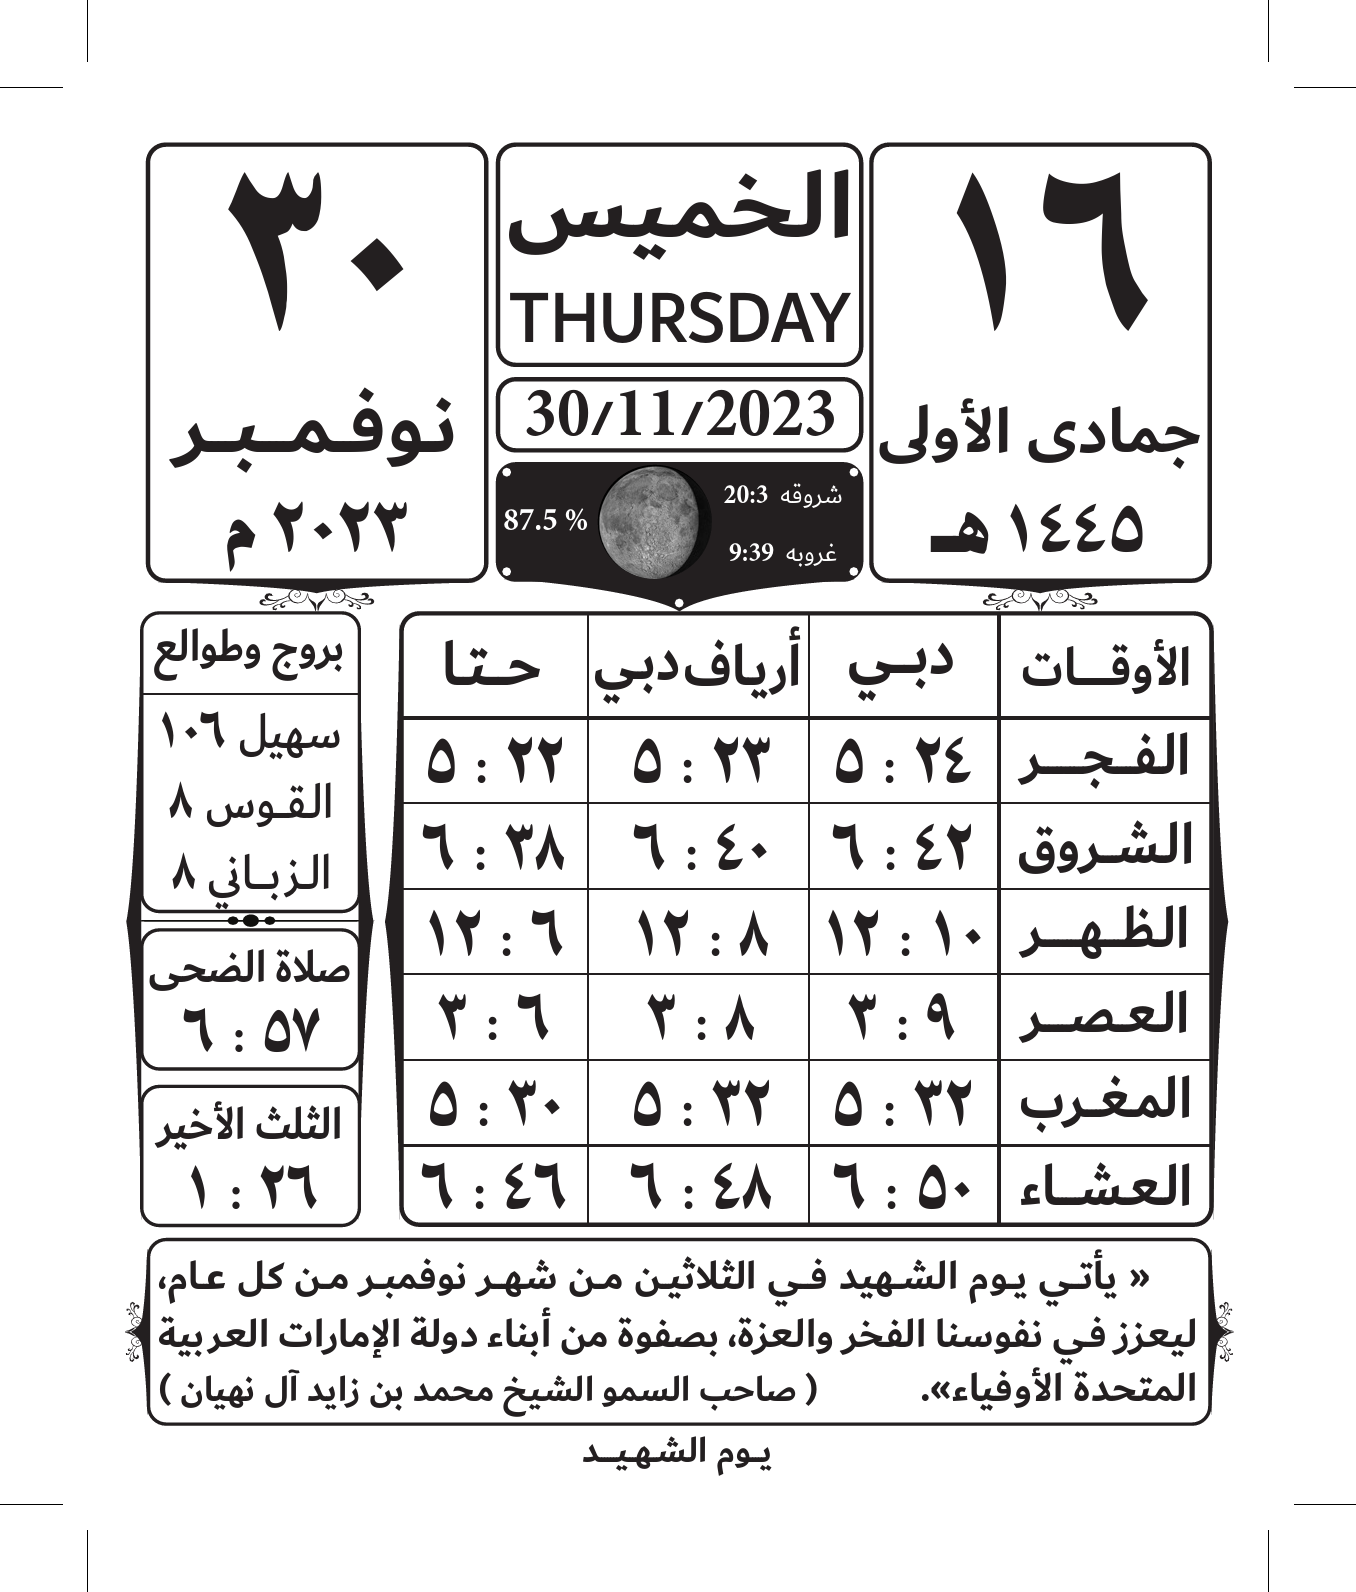 ١٦
جمادى الأولى
١٤٤٥ هـ
الخميس
THURSDAY
30/11/2023
شروقه 20:3
غروبه 9:39
87.5 %
٣٠
نوفمبر
٢٠٢٣ م
الأوقات دبي أرياف دبي حتا
الفجر ٢٤ : ٥ ٢٣ : ٥ ٢٢ : ٥
الشروق ٤٢ : ٦ ٤٠ : ٦ ٣٨ : ٦
الظهر ١٠ : ١٢ ٨ : ١٢ ٦ : ١٢
العصر ٩ : ٣ ٨ : ٣ ٦ : ٣
المغرب ٣٢ : ٥ ٣٢ : ٥ ٣٠ : ٥
العشاء ٥٠ : ٦ ٤٨ : ٦ ٤٦ : ٦
بروج وطوالع
سهيل ١٠٦
القوس ٨
الزباني ٨
صلاة الضحى
٥٧ : ٦
الثلث الأخير
٢٦ : ١
« يأتي يوم الشهيد في الثلاثين من شهر نوفمبر من كل عام،
ليعزز في نفوسنا الفخر والعزة، بصفوة من أبناء دولة الإمارات العربية
المتحدة الأوفياء». ( صاحب السمو الشيخ محمد بن زايد آل نهيان )
يوم الشهيد